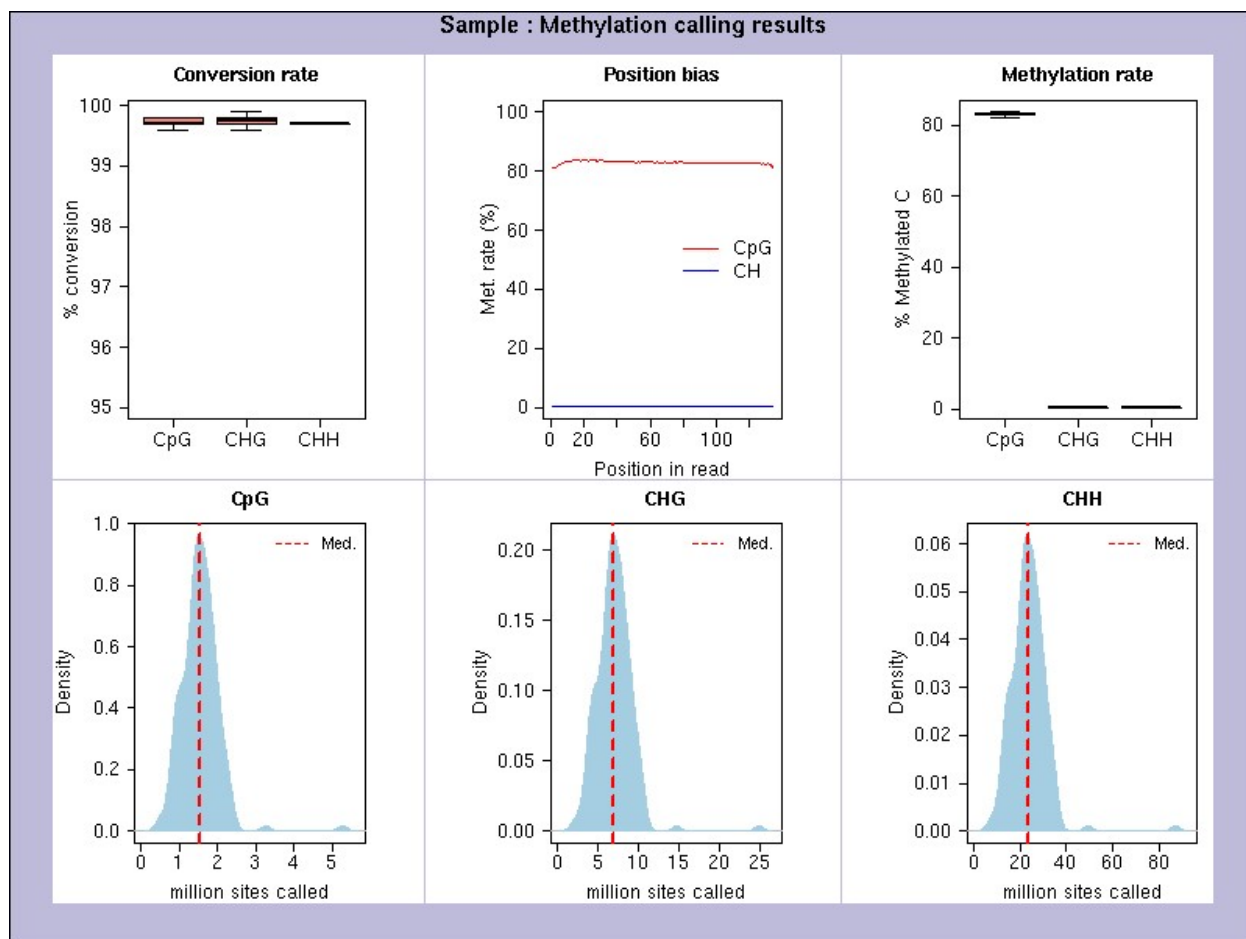 Sample : Methylation calling results
Conversion rate
100
99
98
97
96
95
% conversion
CpG CHG CHH
Position bias
100
80
60
40
20
0
Met. rate (%)
CpG
CH
0 20 60 100
Position in read
Methylation rate
80
60
40
20
0
% Methylated C
CpG CHG CHH
CpG
1.0
0.8
0.6
0.4
0.2
0.0
Density
Med.
0 1 2 3 4 5
million sites called
CHG
0.20
0.15
0.10
0.05
0.00
Density
Med.
0 5 10 15 20 25
million sites called
CHH
0.06
0.05
0.04
0.03
0.02
0.01
0.00
Density
Med.
0 20 40 60 80
million sites called